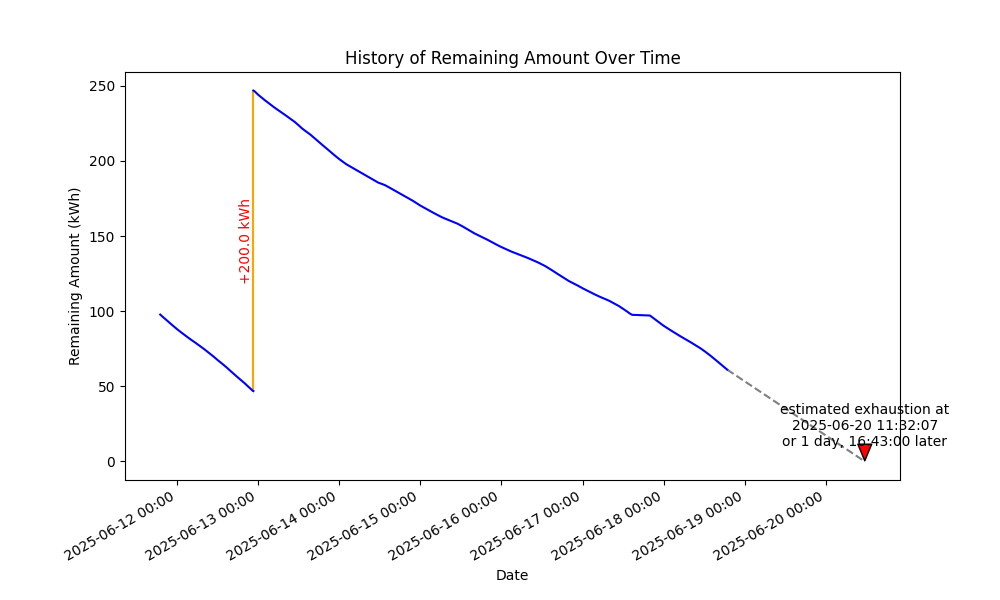 History of Remaining Amount Over Time
Remaining Amount (kWh)
250
200
150
100
50
0
+200.0 kWh
estimated exhaustion at
2025-06-20 11:32:07
or 1 day, 16:43:00 later
2025-06-12 00:00
2025-06-13 00:00
2025-06-14 00:00
2025-06-15 00:00
2025-06-16 00:00
2025-06-17 00:00
2025-06-18 00:00
2025-06-19 00:00
2025-06-20 00:00
Date